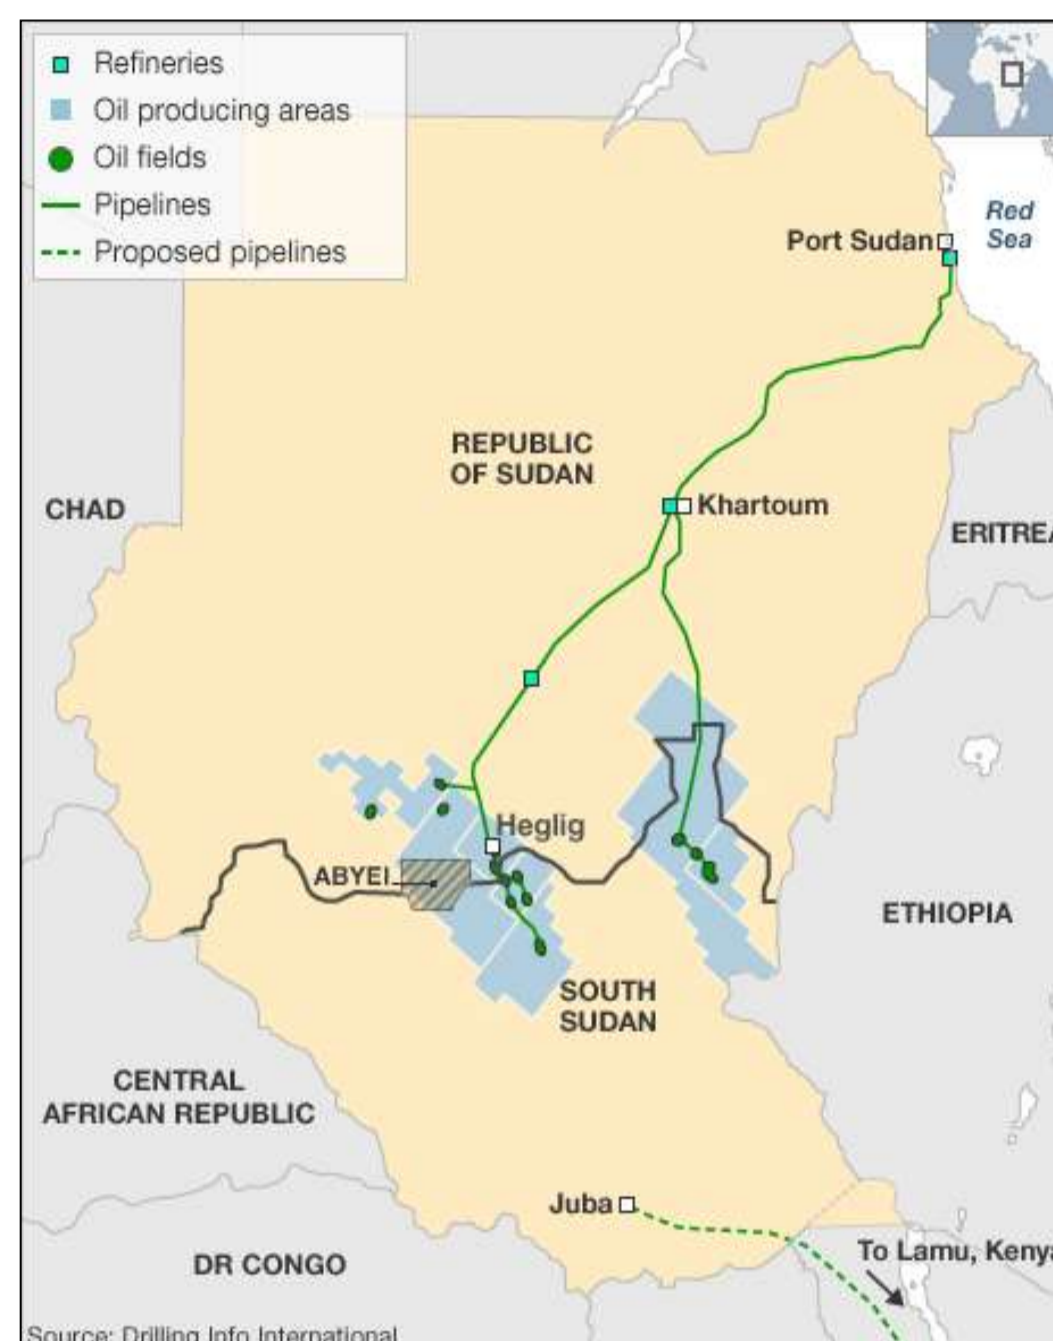 Refineries
Oil producing areas
Oil fields
Pipelines
Proposed pipelines
Red
Sea
Port Sudan
REPUBLIC
OF SUDAN
CHAD
Khartoum
ERITREA
Heglig
ABYEI
ETHIOPIA
SOUTH
SUDAN
CENTRAL
AFRICAN REPUBLIC
Juba
To Lamu, Kenya
DR CONGO
Source: Drilling Info International